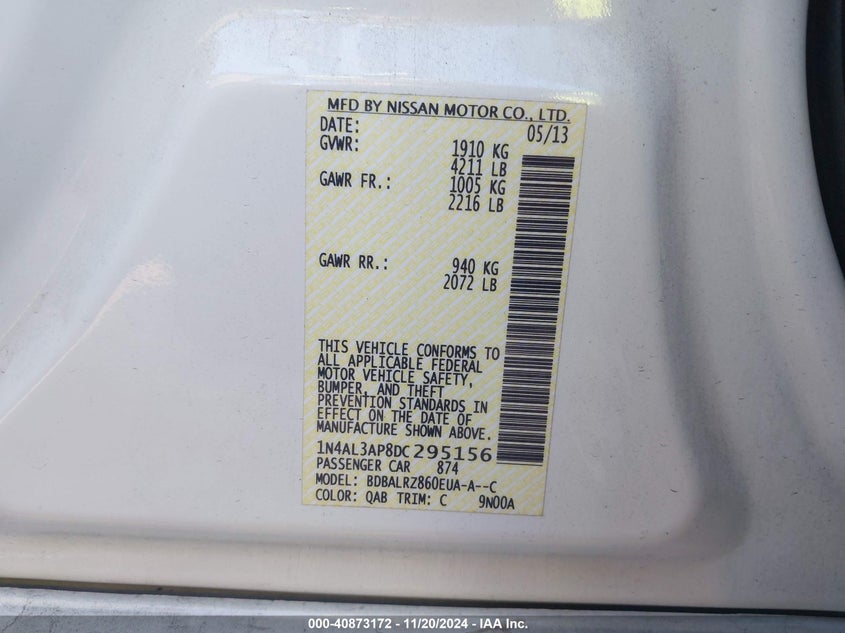 MFD BY NISSAN MOTOR CO., LTD.
DATE: 05/13
GVWR: 1910 KG
4211 LB
GAWR FR.: 1005 KG
2216 LB
GAWR RR.: 940 KG
2072 LB
THIS VEHICLE CONFORMS TO
ALL APPLICABLE FEDERAL
MOTOR VEHICLE SAFETY,
BUMPER, AND THEFT
PREVENTION STANDARDS IN
EFFECT ON THE DATE OF
MANUFACTURE SHOWN ABOVE.
1N4AL3AP8DC295156
PASSENGER CAR 874
MODEL: BDBALRZ860EUA-A--C
COLOR: QAB TRIM: C 9N00A
000-40873172 - 11/20/2024 - IAA Inc.